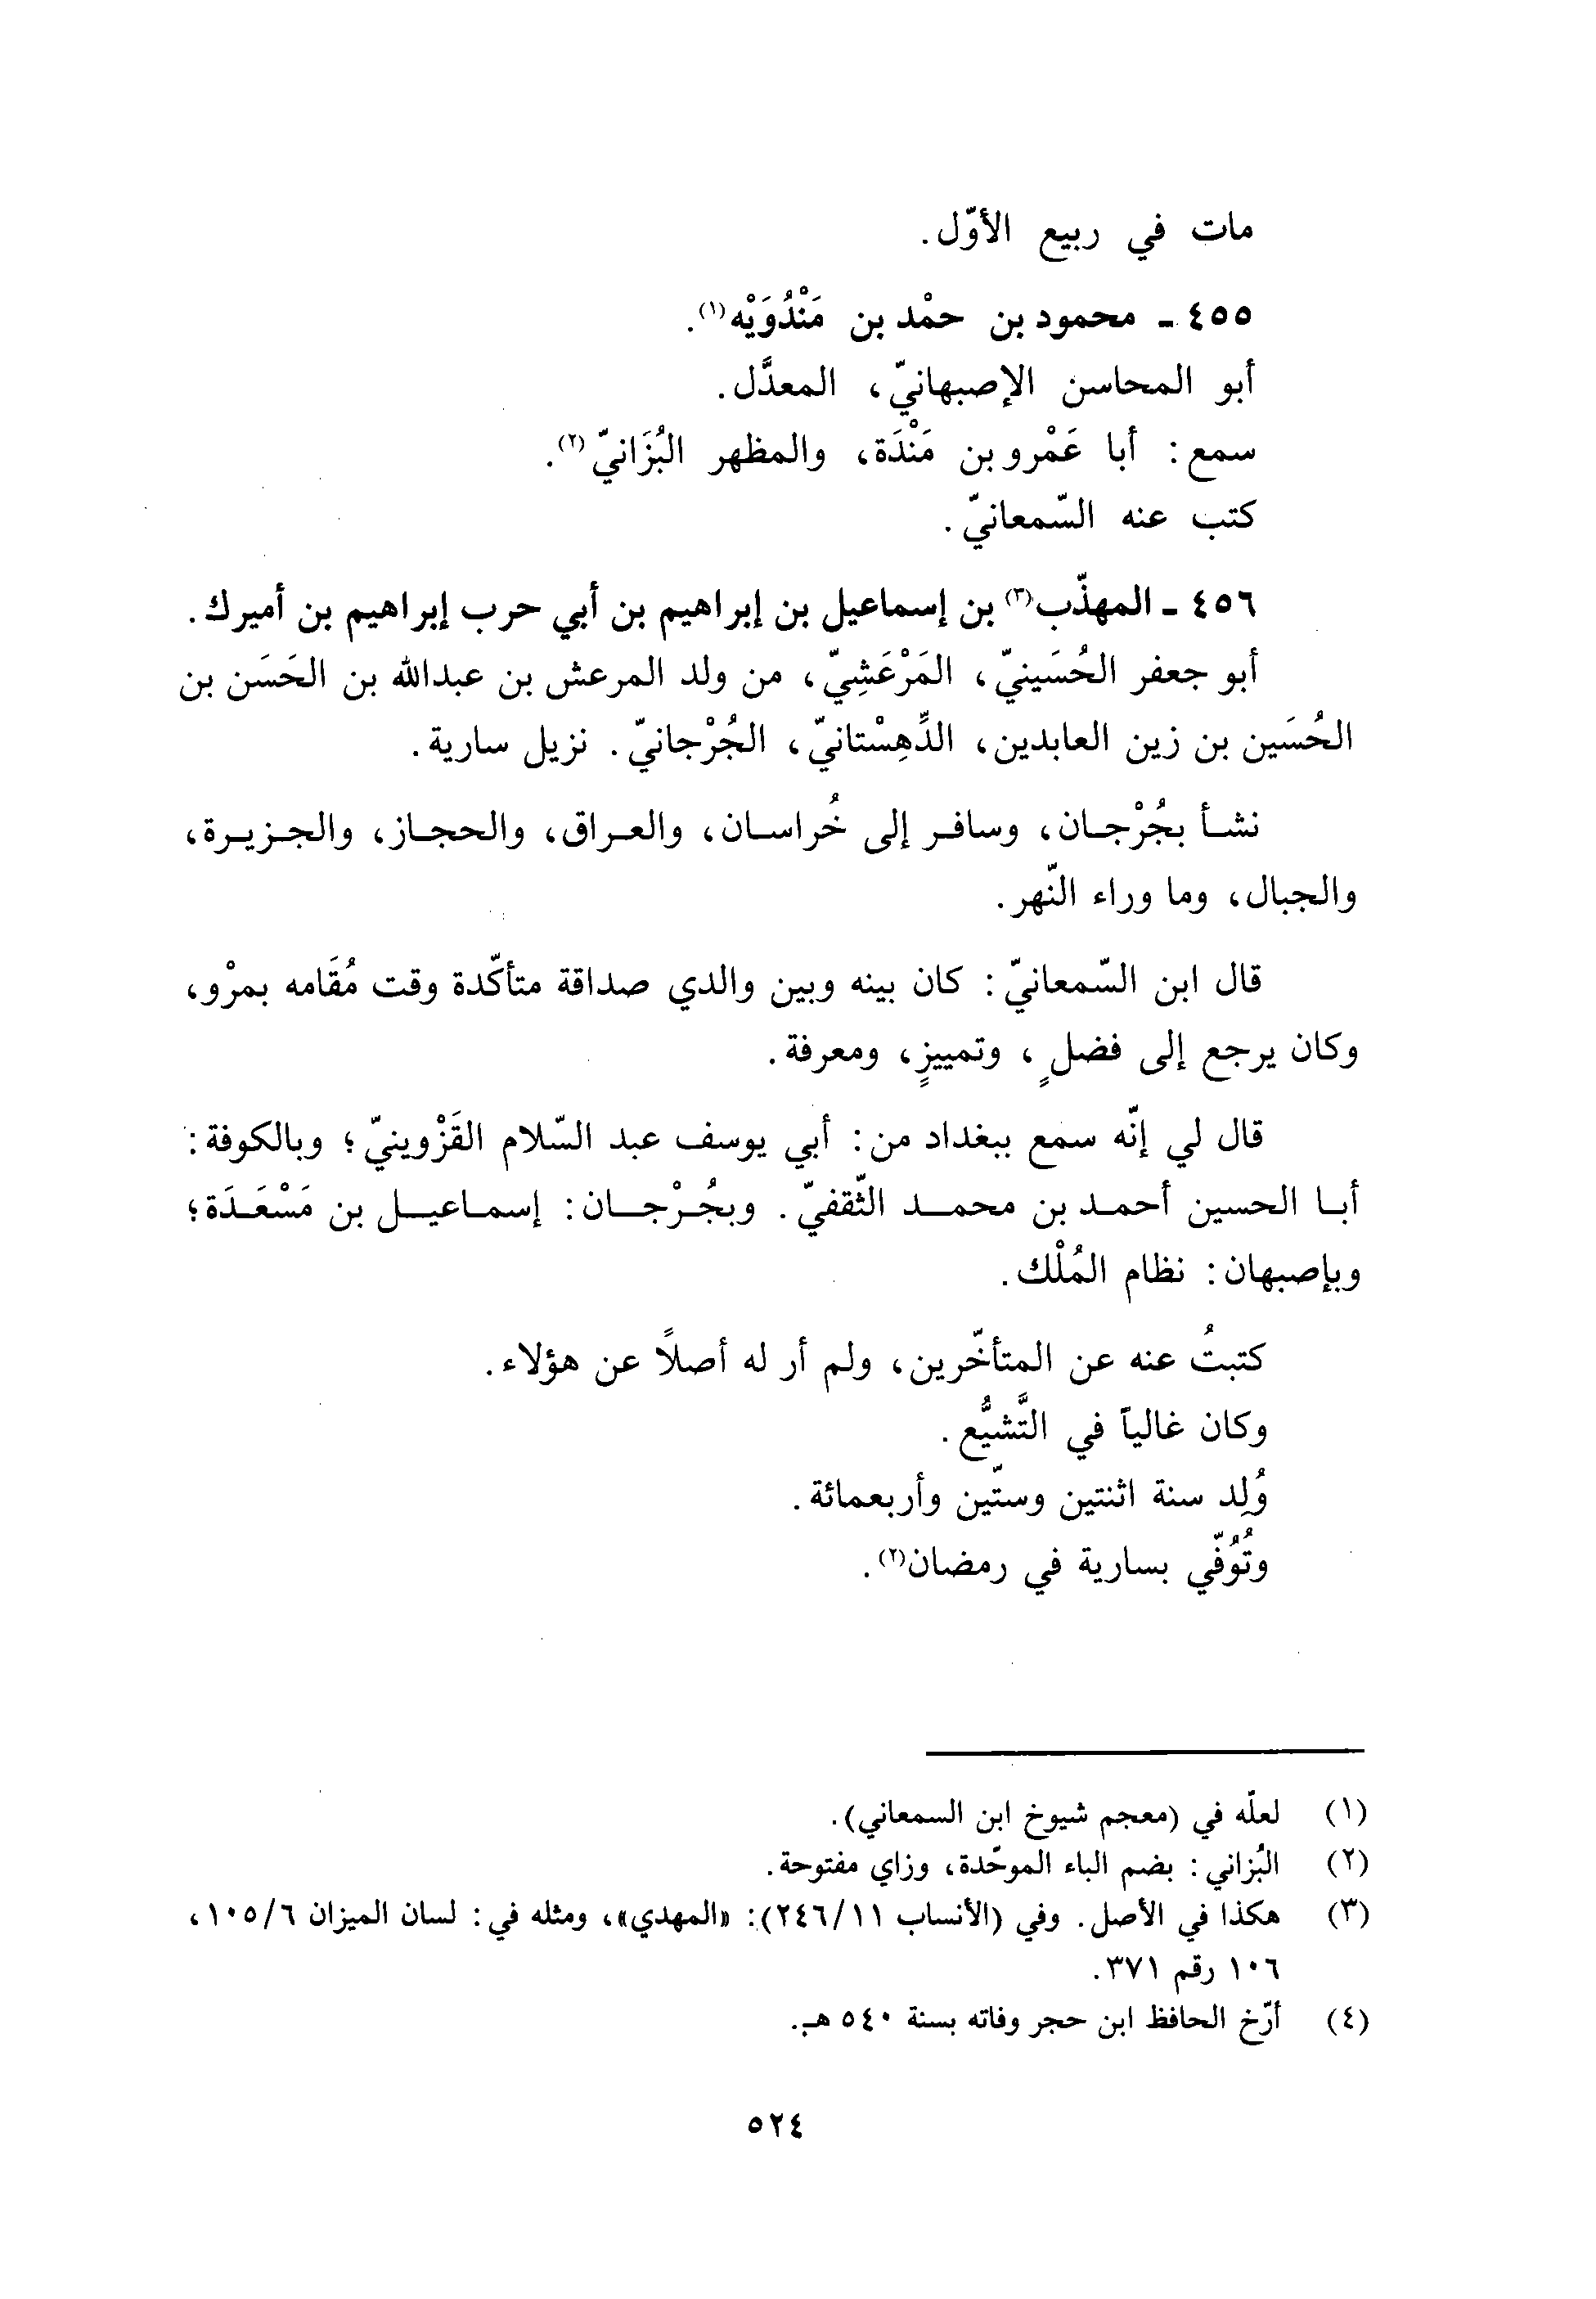 مات في ربيع الأوّل.
٤٥٥ - محمود بن حمْد بن مَنْدُوَيْه(١).
أبو المحاسن الإصبهانيّ، المعدَّل.
سمع: أبا عَمْرو بن مَنْدَة، والمظهر البُزَانيّ(٢).
كتب عنه السّمعانيّ.
٤٥٦ - المهذّب(٣) بن إسماعيل بن إبراهيم بن أبي حرب إبراهيم بن أميرك.
أبو جعفر الحُسَينيّ، المَرْعَشِيّ، من ولد المرعش بن عبدالله بن الحَسَن بن
الحُسَين بن زين العابدين، الدِّهِسْتانيّ، الجُرْجانيّ. نزيل سارية.
نشأ بجُرْجان، وسافر إلى خُراسان، والعراق، والحجاز، والجزيرة،
والجبال، وما وراء النّهر.
قال ابن السّمعانيّ: كان بينه وبين والدي صداقة متأكّدة وقت مُقَامه بمرْو،
وكان يرجع إلى فضلٍ، وتمييزٍ، ومعرفة.
قال لي إنّه سمع ببغداد من: أبي يوسف عبد السّلام القَزْوينيّ؛ وبالكوفة:
أبا الحسين أحمد بن محمد الثّقفيّ. وبجُرْجان: إسماعيل بن مَسْعَدَة؛
وبإصبهان: نظام المُلْك.
كتبتُ عنه عن المتأخّرين، ولم أر له أصلاً عن هؤلاء.
وكان غالياً في التَّشيُّع.
وُلِد سنة اثنتين وستّين وأربعمائة.
وتُوُفّي بسارية في رمضان(٢).
(١) لعلّه في (معجم شيوخ ابن السمعاني).
(٢) البُزاني: بضم الباء الموحّدة، وزاي مفتوحة.
(٣) هكذا في الأصل. وفي (الأنساب ٢٤٦/١١): «المهدي»، ومثله في: لسان الميزان ١٠٥/٦،
١٠٦ رقم ٣٧١.
(٤) أرّخ الحافظ ابن حجر وفاته بسنة ٥٤٠ هـ.
٥٢٤